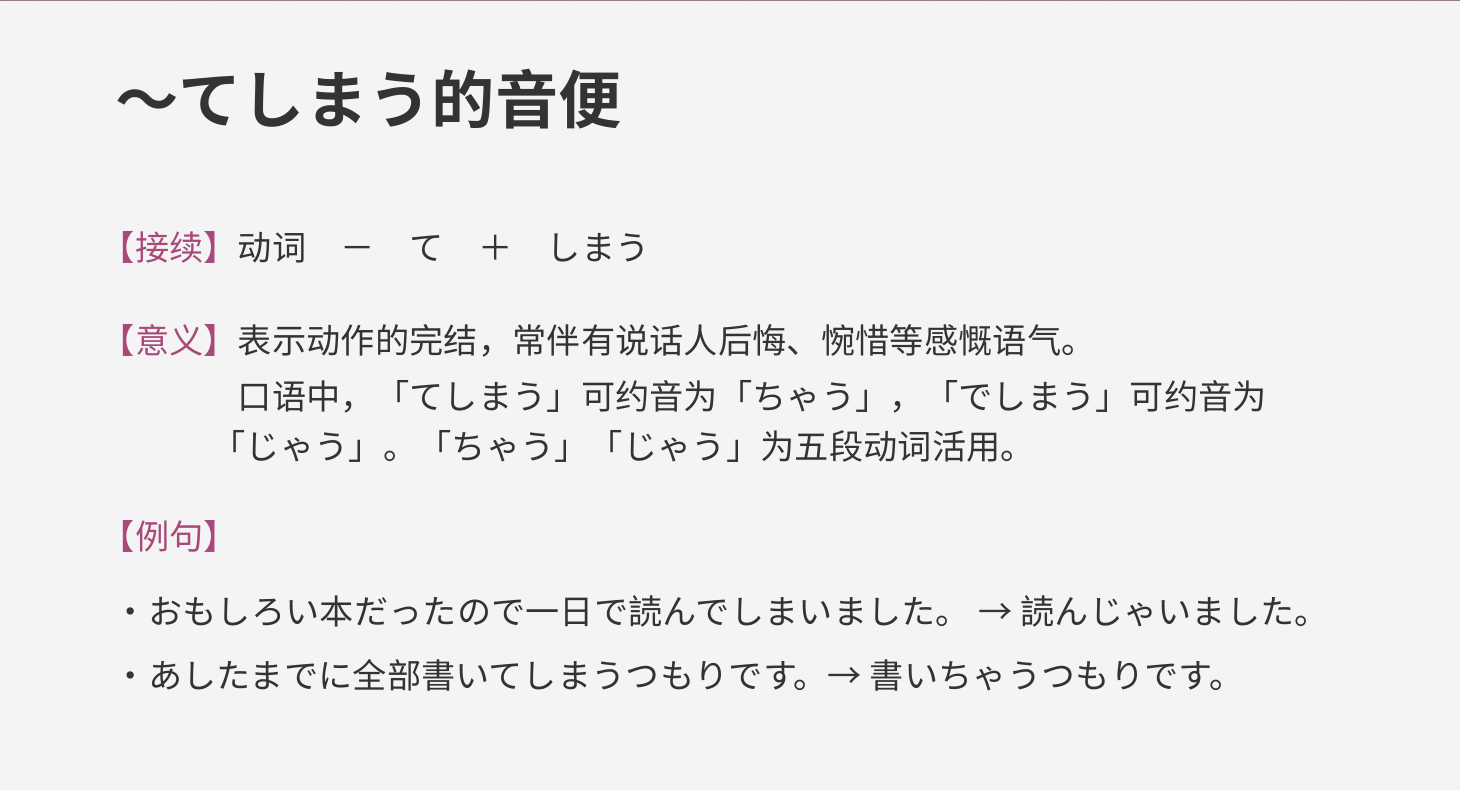 ～てしまう的音便
【接续】动词　－　て　＋　しまう
【意义】表示动作的完结，常伴有说话人后悔、惋惜等感慨语气。
口语中，「てしまう」可约音为「ちゃう」，「でしまう」可约音为
「じゃう」。「ちゃう」「じゃう」为五段动词活用。
【例句】
・おもしろい本だったので一日で読んでしまいました。 → 読んじゃいました。
・あしたまでに全部書いてしまうつもりです。→ 書いちゃうつもりです。